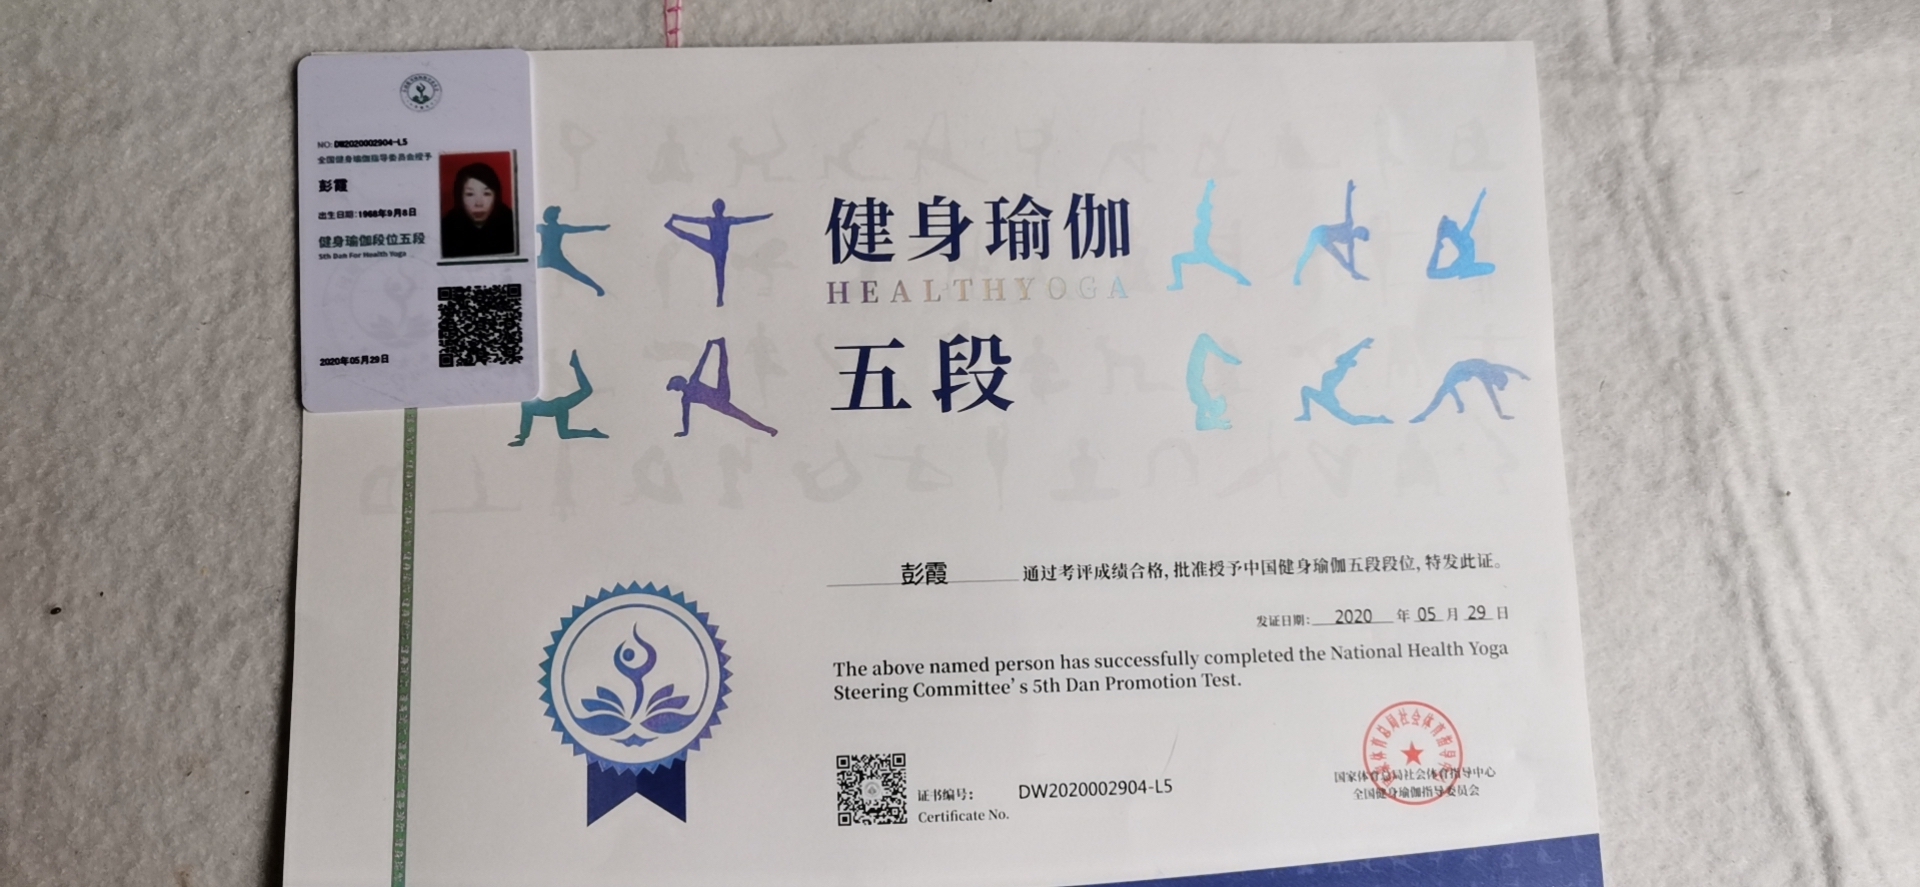 NO: DW2020002904-L5
全国健身瑜伽指导委员会授予
彭霞
出生日期:1968年9月8日
健身瑜伽段位五段
5th Dan For Health Yoga
2020年05月29日
健身瑜伽
HEALTHYOGA
五段
彭霞 通过考评成绩合格,批准授予中国健身瑜伽五段段位,特发此证。
发证日期: 2020 年 05 月 29 日
The above named person has successfully completed the National Health Yoga
Steering Committee's 5th Dan Promotion Test.
证书编号: DW2020002904-L5
Certificate No.
国家体育总局社会体育指导中心
全国健身瑜伽指导委员会